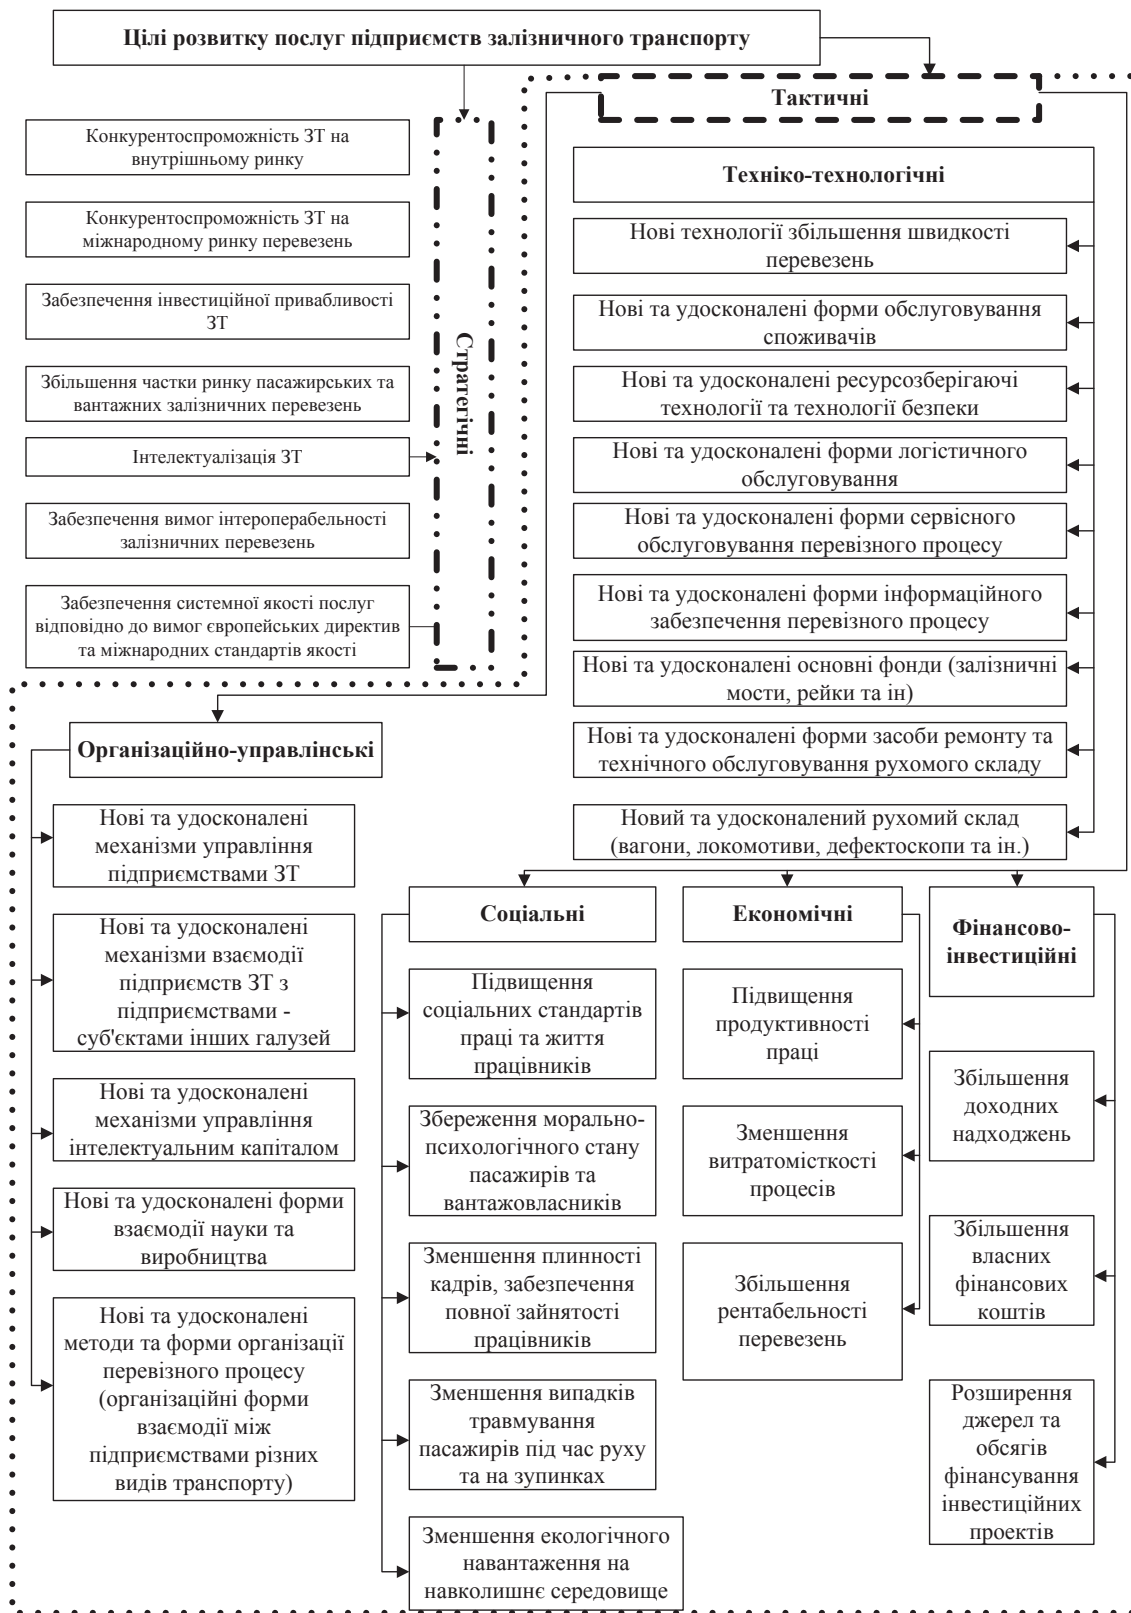 Цілі розвитку послуг підприємств залізничного транспорту
Тактичні
Стратегічні
Конкурентоспроможність ЗТ на
внутрішньому ринку
Конкурентоспроможність ЗТ на
міжнародному ринку перевезень
Забезпечення інвестиційної привабливості
ЗТ
Збільшення частки ринку пасажирських та
вантажних залізничних перевезень
Інтелектуалізація ЗТ
Забезпечення вимог інтероперабельності
залізничних перевезень
Забезпечення системної якості послуг
відповідно до вимог європейських директив
та міжнародних стандартів якості
Техніко-технологічні
Нові технології збільшення швидкості
перевезень
Нові та удосконалені форми обслуговування
споживачів
Нові та удосконалені ресурсозберігаючі
технології та технології безпеки
Нові та удосконалені форми логістичного
обслуговування
Нові та удосконалені форми сервісного
обслуговування перевізного процесу
Нові та удосконалені форми інформаційного
забезпечення перевізного процесу
Нові та удосконалені основні фонди (залізничні
мости, рейки та ін)
Нові та удосконалені форми засоби ремонту та
технічного обслуговування рухомого складу
Новий та удосконалений рухомий склад
(вагони, локомотиви, дефектоскопи та ін.)
Організаційно-управлінські
Нові та удосконалені
механізми управління
підприємствами ЗТ
Нові та удосконалені
механізми взаємодії
підприємств ЗТ з
підприємствами -
суб'єктами інших галузей
Нові та удосконалені
механізми управління
інтелектуальним капіталом
Нові та удосконалені форми
взаємодії науки та
виробництва
Нові та удосконалені
методи та форми організації
перевізного процесу
(організаційні форми
взаємодії між
підприємствами різних
видів транспорту)
Соціальні
Підвищення
соціальних стандартів
праці та життя
працівників
Збереження морально-
психологічного стану
пасажирів та
вантажовласників
Зменшення плинності
кадрів, забезпечення
повної зайнятості
працівників
Зменшення випадків
травмування
пасажирів під час руху
та на зупинках
Зменшення екологічного
навантаження на
навколишнє середовище
Економічні
Підвищення
продуктивності
праці
Зменшення
витратомісткості
процесів
Збільшення
рентабельності
перевезень
Фінансово-
інвестиційні
Збільшення
доходних
надходжень
Збільшення
власних
фінансових
коштів
Розширення
джерел та
обсягів
фінансування
інвестиційних
проектів